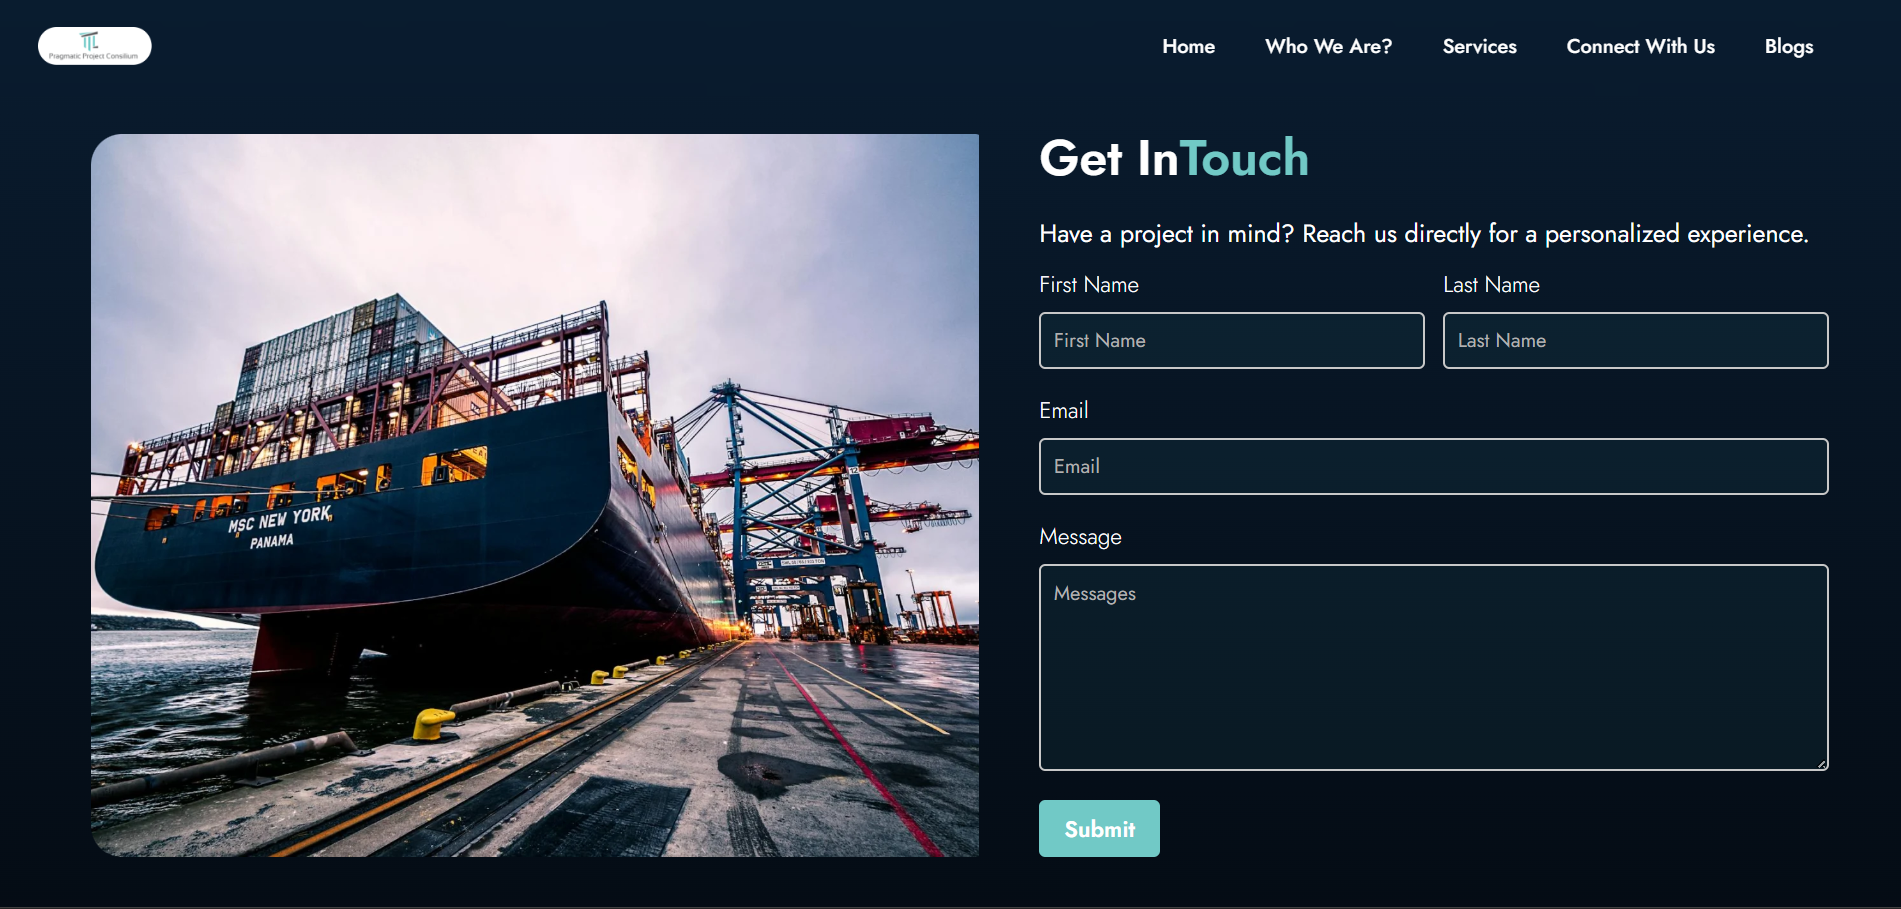 Pragmatic Project Consilium
Home Who We Are? Services Connect With Us Blogs
Get InTouch
Have a project in mind? Reach us directly for a personalized experience.
First Name Last Name
First Name Last Name
Email
Email
Message
Messages
Submit
MSC NEW YORK
PANAMA
12